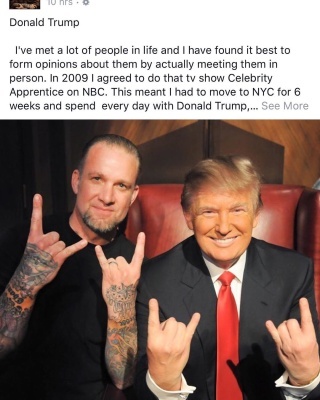 10 hrs ·
Donald Trump
I've met a lot of people in life and I have found it best to
form opinions about them by actually meeting them in
person. In 2009 I agreed to do that tv show Celebrity
Apprentice on NBC. This meant I had to move to NYC for 6
weeks and spend every day with Donald Trump,... See More